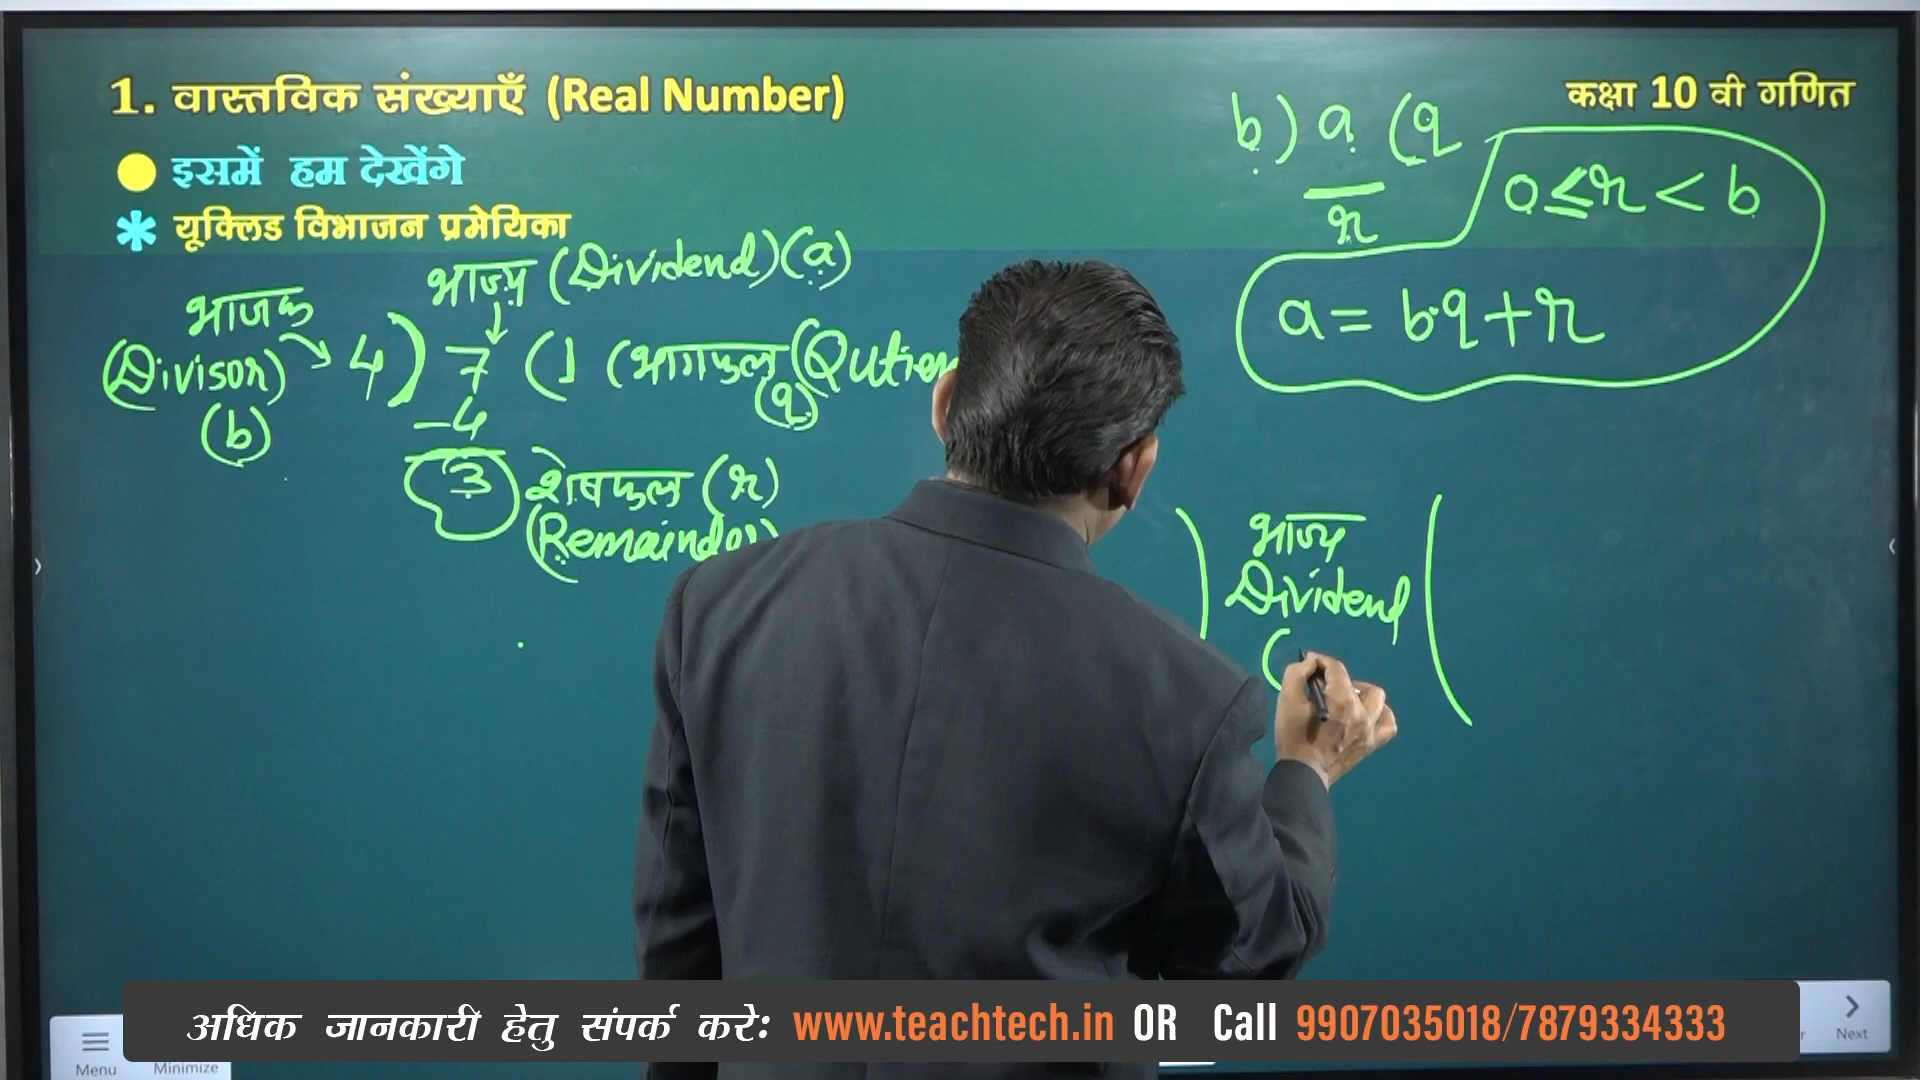 1. वास्तविक संख्याएँ (Real Number)
कक्षा 10 वी गणित
इसमें हम देखेंगे
* यूक्लिड विभाजन प्रमेयिका
भाज्य (Dividend) (a)
भाजक
(Divisor)
(b)
4) 7 (1 (भागफल (Qutien
(q)
-4
3 शेषफल (r)
(Remainder)
b) a (q
r
0≤r < b
a = b.q+r
) भाज्य (
Dividend
(
अधिक जानकारी हेतु संपर्क करे: www.teachtech.in OR Call 9907035018/7879334333
Menu
Minimize
Next